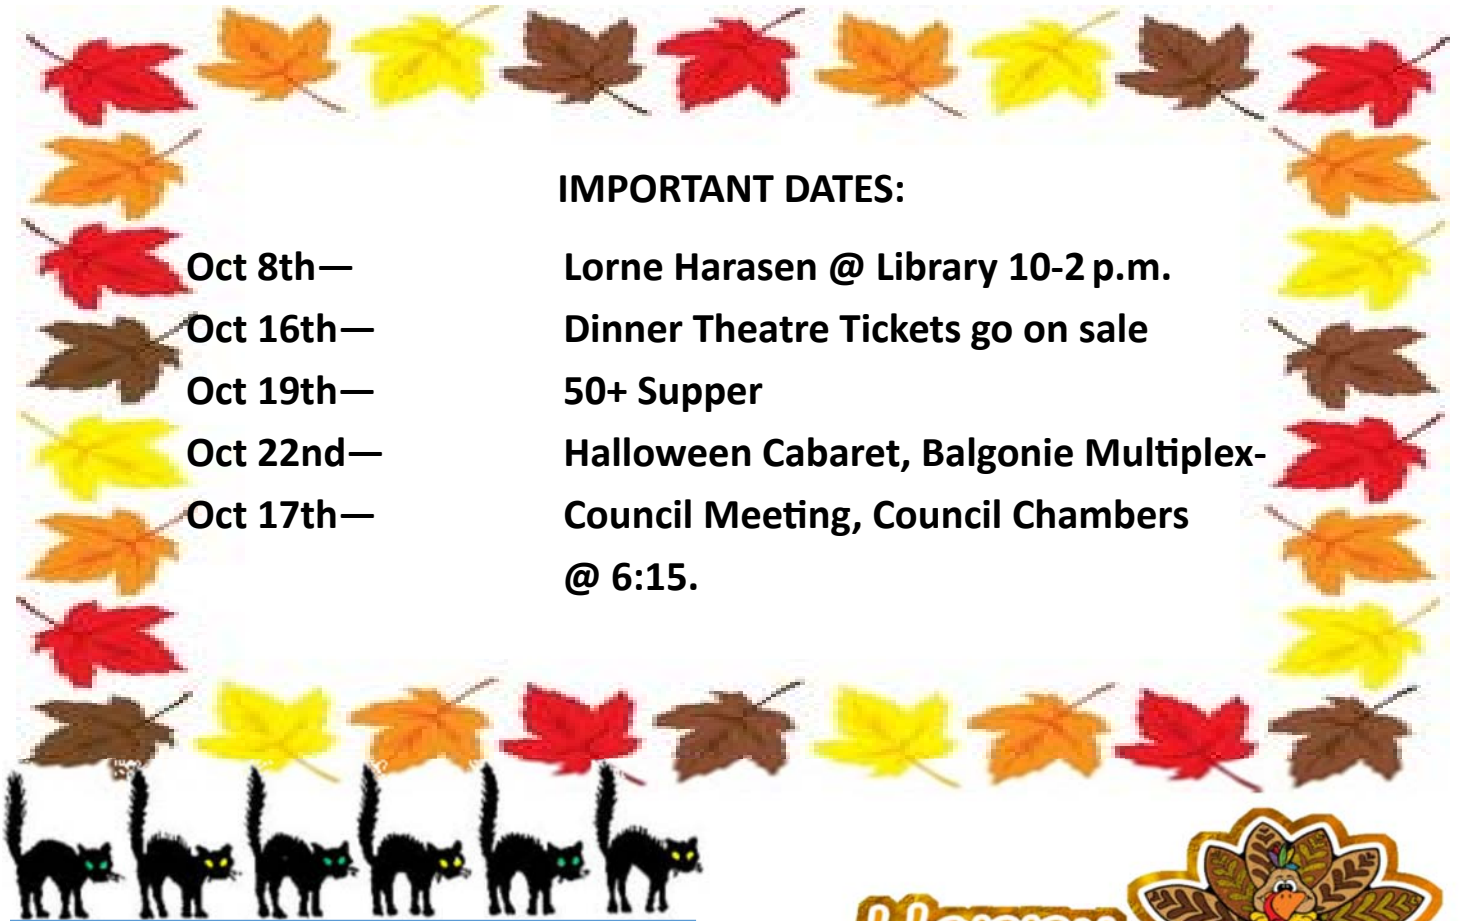 IMPORTANT DATES:
Oct 8th— Lorne Harasen @ Library 10-2 p.m.
Oct 16th— Dinner Theatre Tickets go on sale
Oct 19th— 50+ Supper
Oct 22nd— Halloween Cabaret, Balgonie Multiplex-
Oct 17th— Council Meeting, Council Chambers
@ 6:15.